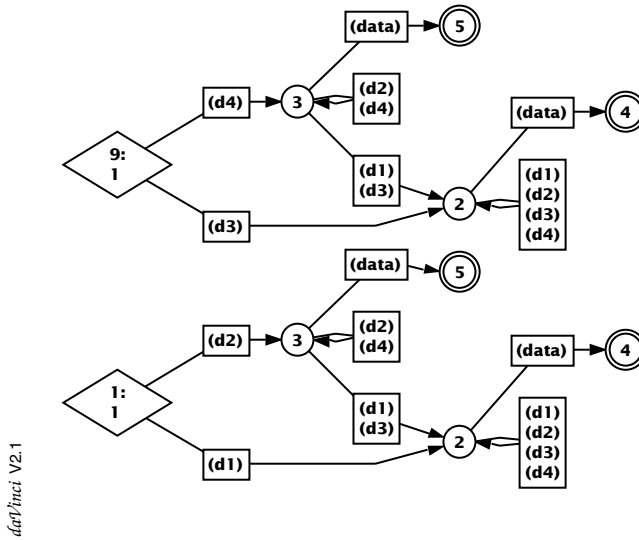 (data)
5
(d4)
3
(d2)
(d4)
(data)
4
9:
1
(d1)
(d3)
(d1)
(d2)
(d3)
(d4)
2
(d3)
(data)
5
(d2)
3
(d2)
(d4)
(data)
4
1:
1
(d1)
(d3)
(d1)
(d2)
(d3)
(d4)
2
(d1)
daVinci V2.1